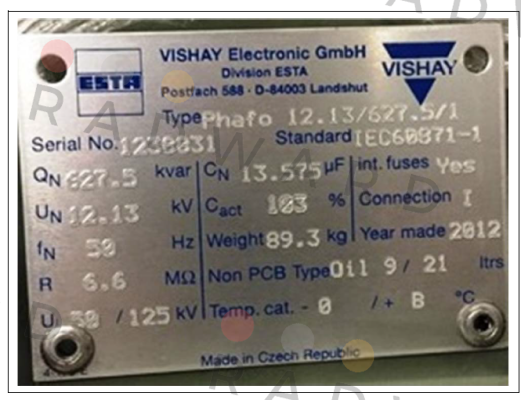 VISHAY Electronic GmbH
ESTA
Division ESTA
VISHAY
Postfach 588 · D-84003 Landshut
Type Phafo 12.13/627.5/1
Serial No. 1230831 Standard IEC60871-1
QN 627.5 kvar CN 13.575 µF int. fuses Yes
UN 12.13 kV Cact 103 % Connection I
fN 50 Hz Weight 89.3 kg Year made 2012
R 6.6 MΩ Non PCB Type Oil 9 / 21 ltrs
Ui 50 / 125 kV Temp. cat. - 0 / + B °C
Made in Czech Republic